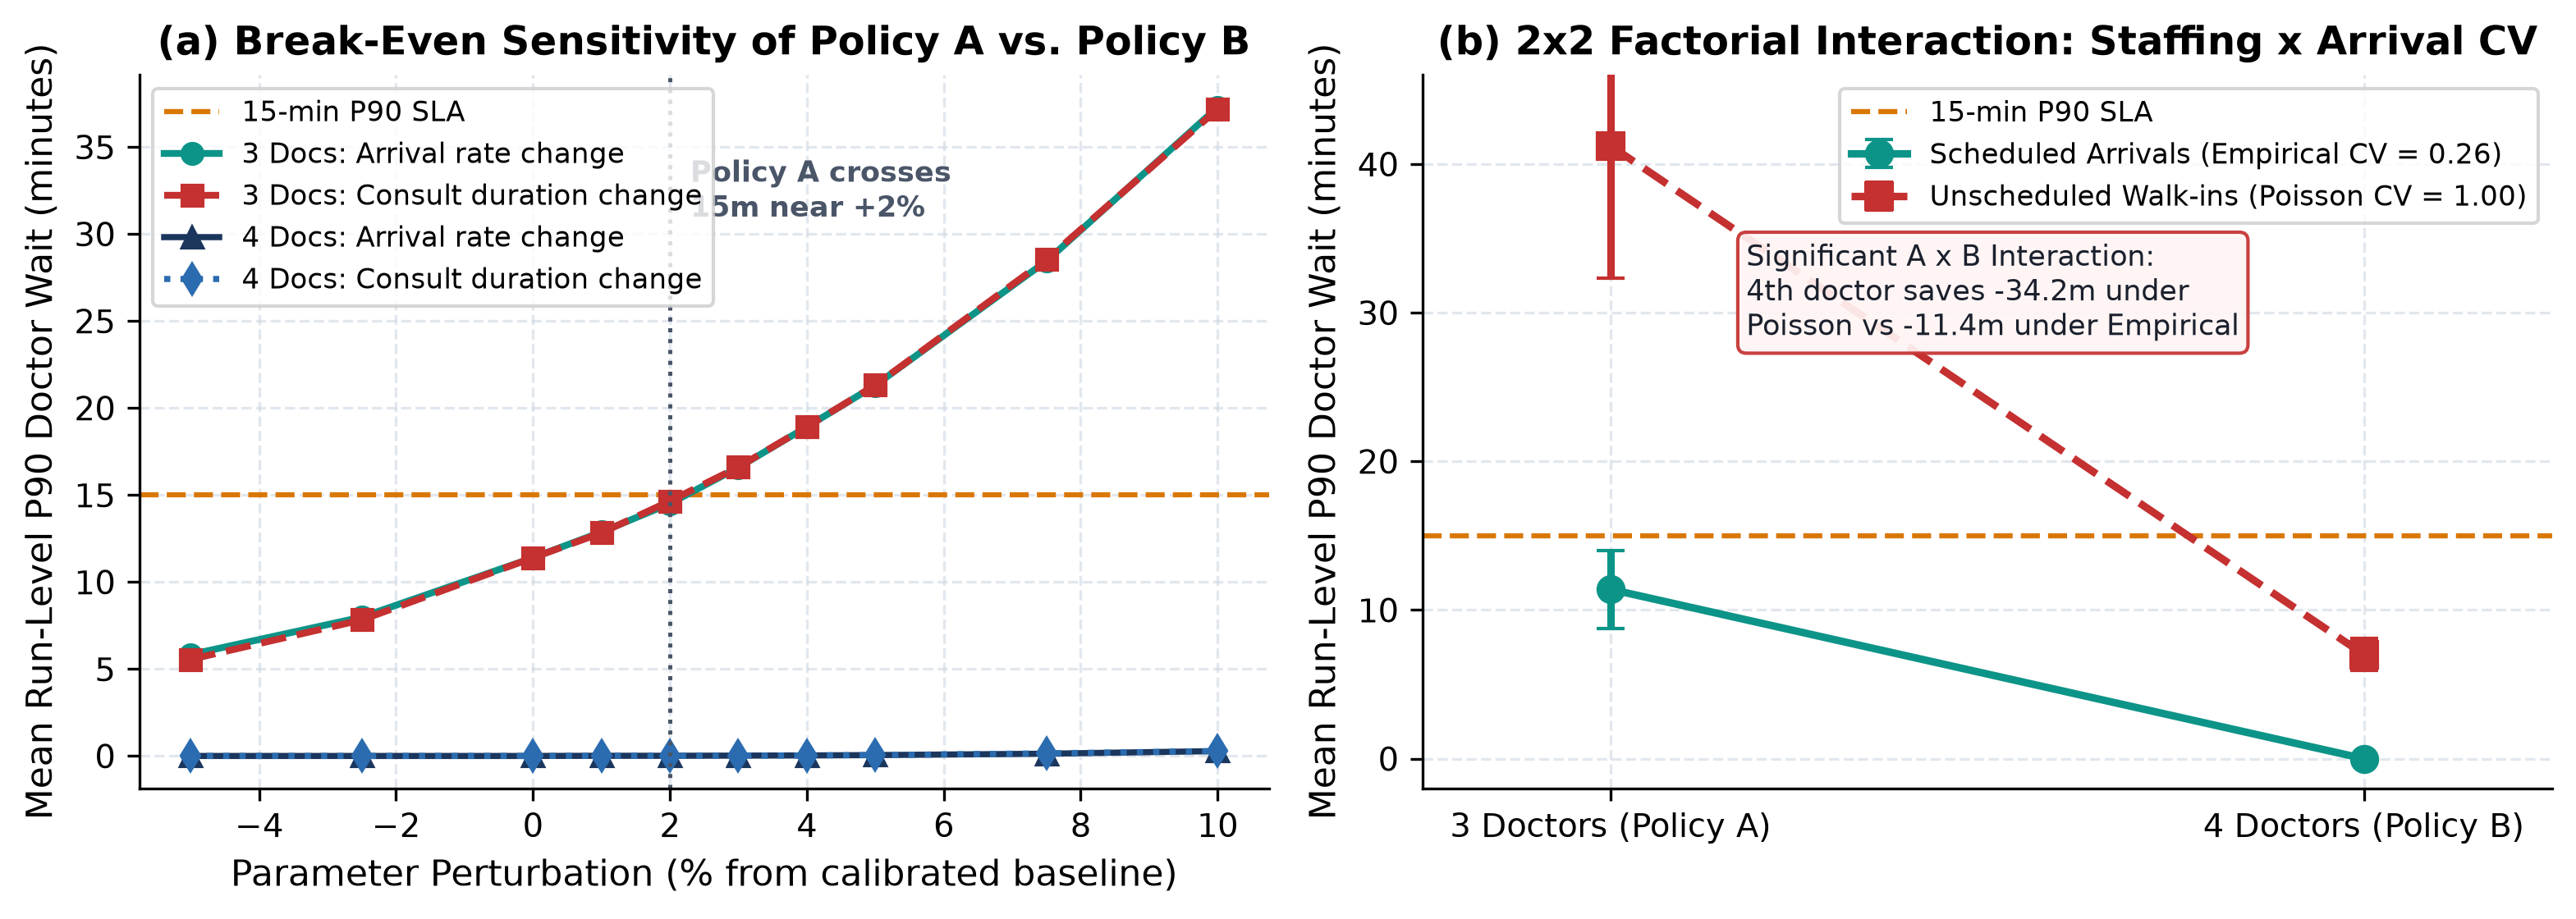 (a) Break-Even Sensitivity of Policy A vs. Policy B
Mean Run-Level P90 Doctor Wait (minutes)
35
30
25
20
15
10
5
0
15-min P90 SLA
3 Docs: Arrival rate change
3 Docs: Consult duration change
4 Docs: Arrival rate change
4 Docs: Consult duration change
Policy A crosses
15m near +2%
−4
−2
0
2
4
6
8
10
Parameter Perturbation (% from calibrated baseline)
(b) 2x2 Factorial Interaction: Staffing x Arrival CV
Mean Run-Level P90 Doctor Wait (minutes)
40
30
20
10
0
15-min P90 SLA
Scheduled Arrivals (Empirical CV = 0.26)
Unscheduled Walk-ins (Poisson CV = 1.00)
Significant A x B Interaction:
4th doctor saves -34.2m under
Poisson vs -11.4m under Empirical
3 Doctors (Policy A)
4 Doctors (Policy B)